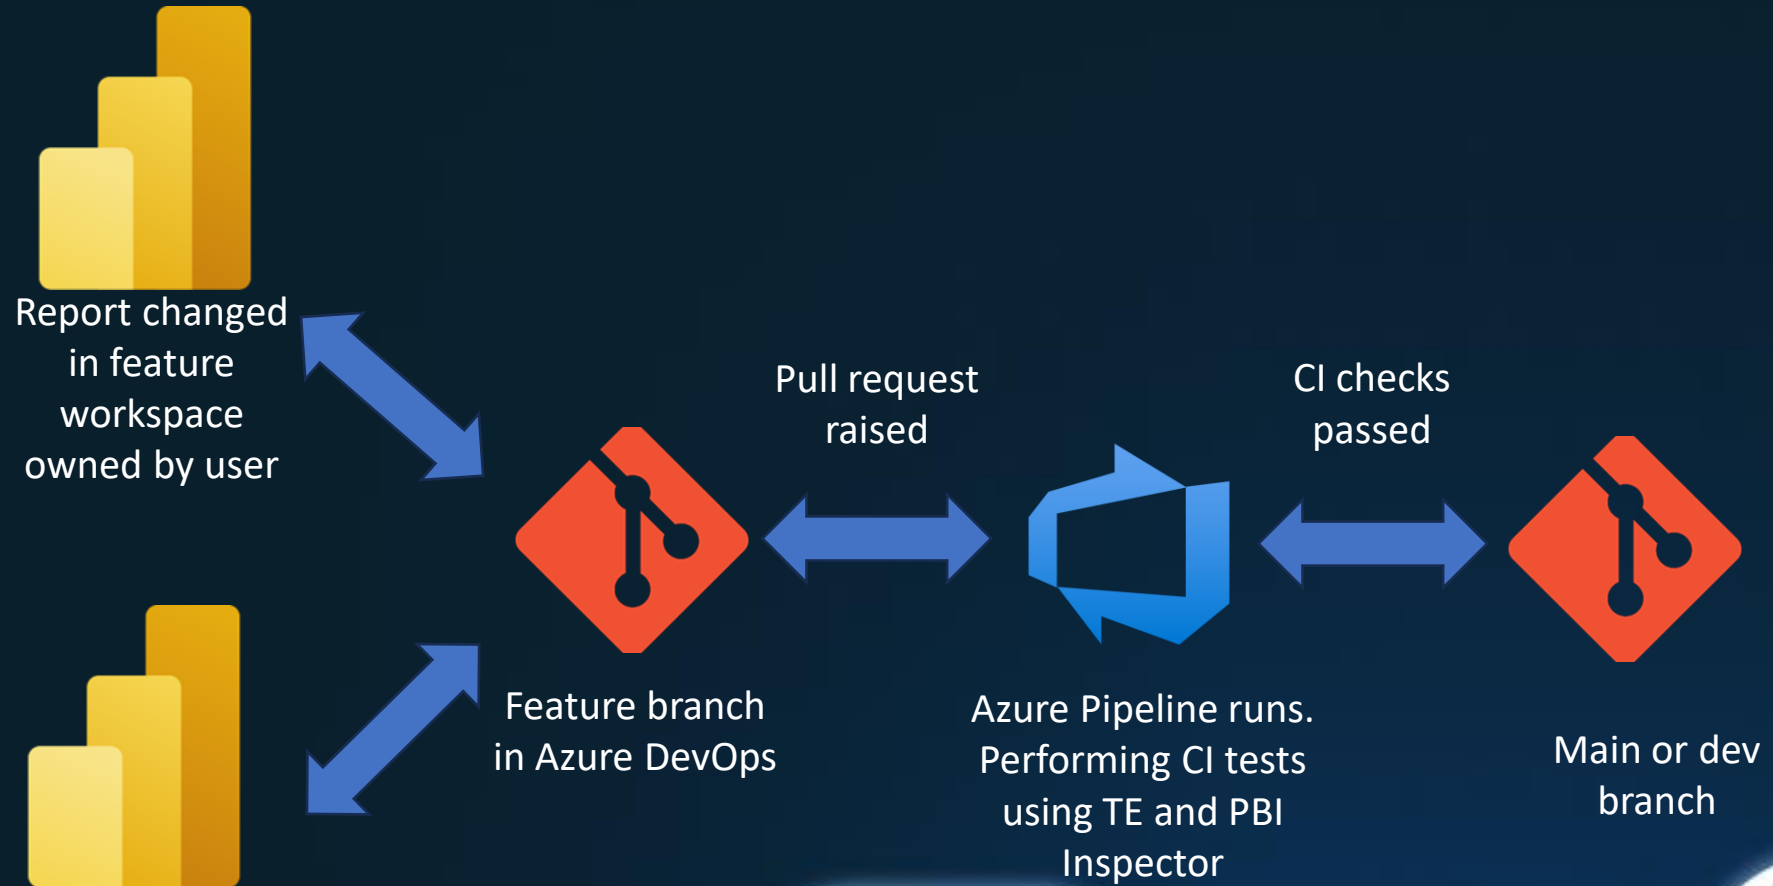 Report changed
in feature
workspace
owned by user
Pull request
raised
CI checks
passed
Feature branch
in Azure DevOps
Azure Pipeline runs.
Performing CI tests
using TE and PBI
Inspector
Main or dev
branch